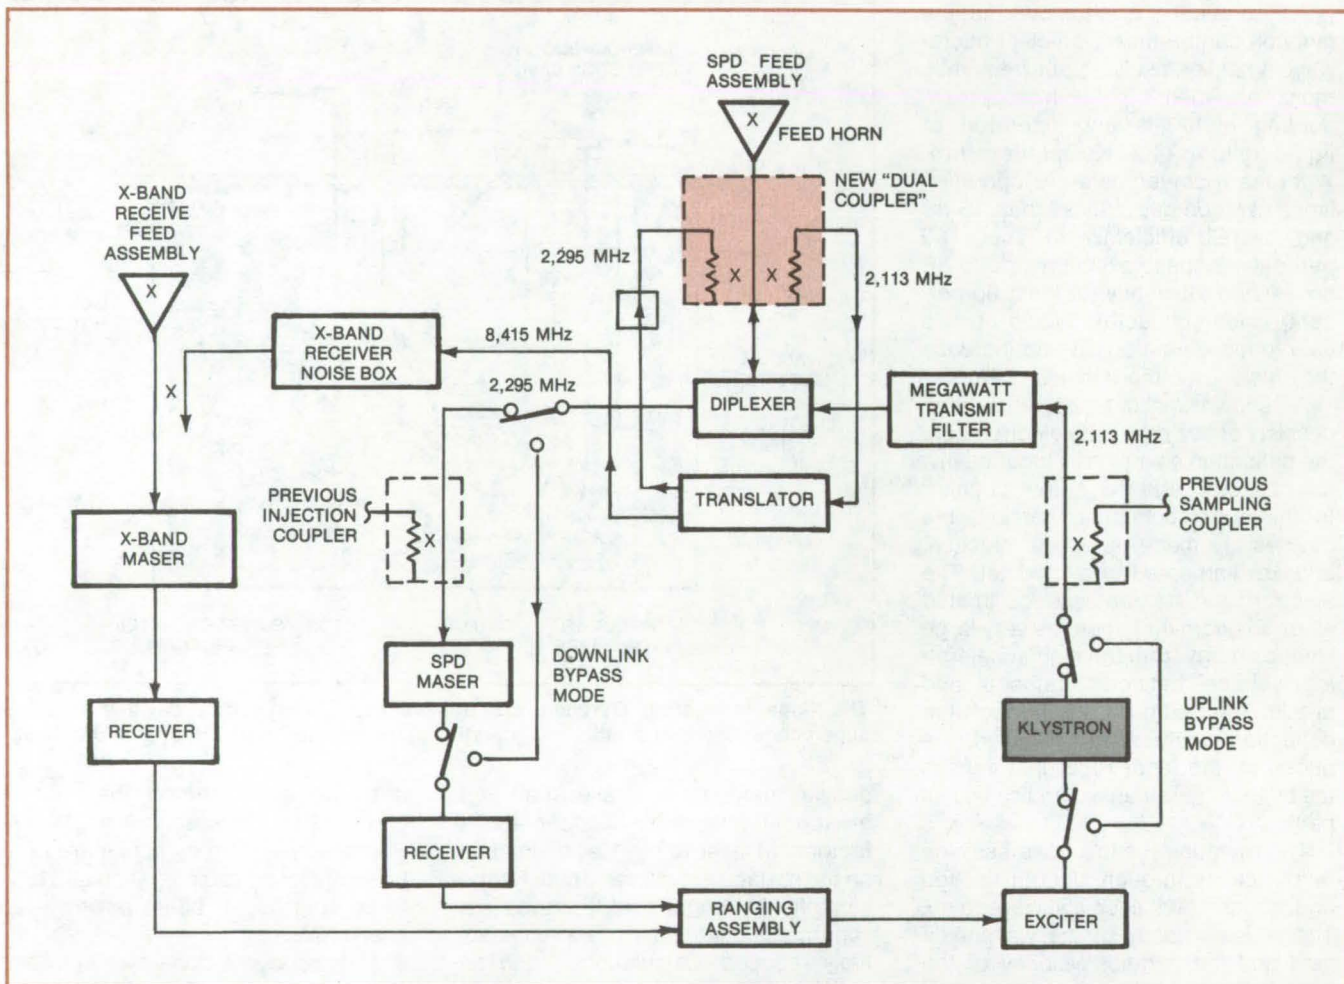 SPD FEED
ASSEMBLY
X
FEED HORN
NEW "DUAL
COUPLER"
X-BAND
RECEIVE
FEED
ASSEMBLY
X
2,295 MHz
X
X
2,113 MHz
X-BAND
RECEIVER
NOISE BOX
8,415 MHz
X
2,295 MHz
DIPLEXER
MEGAWATT
TRANSMIT
FILTER
2,113 MHz
TRANSLATOR
PREVIOUS
INJECTION
COUPLER
X
PREVIOUS
SAMPLING
COUPLER
X
X-BAND
MASER
SPD
MASER
DOWNLINK
BYPASS
MODE
RECEIVER
KLYSTRON
UPLINK
BYPASS
MODE
RECEIVER
RANGING
ASSEMBLY
EXCITER